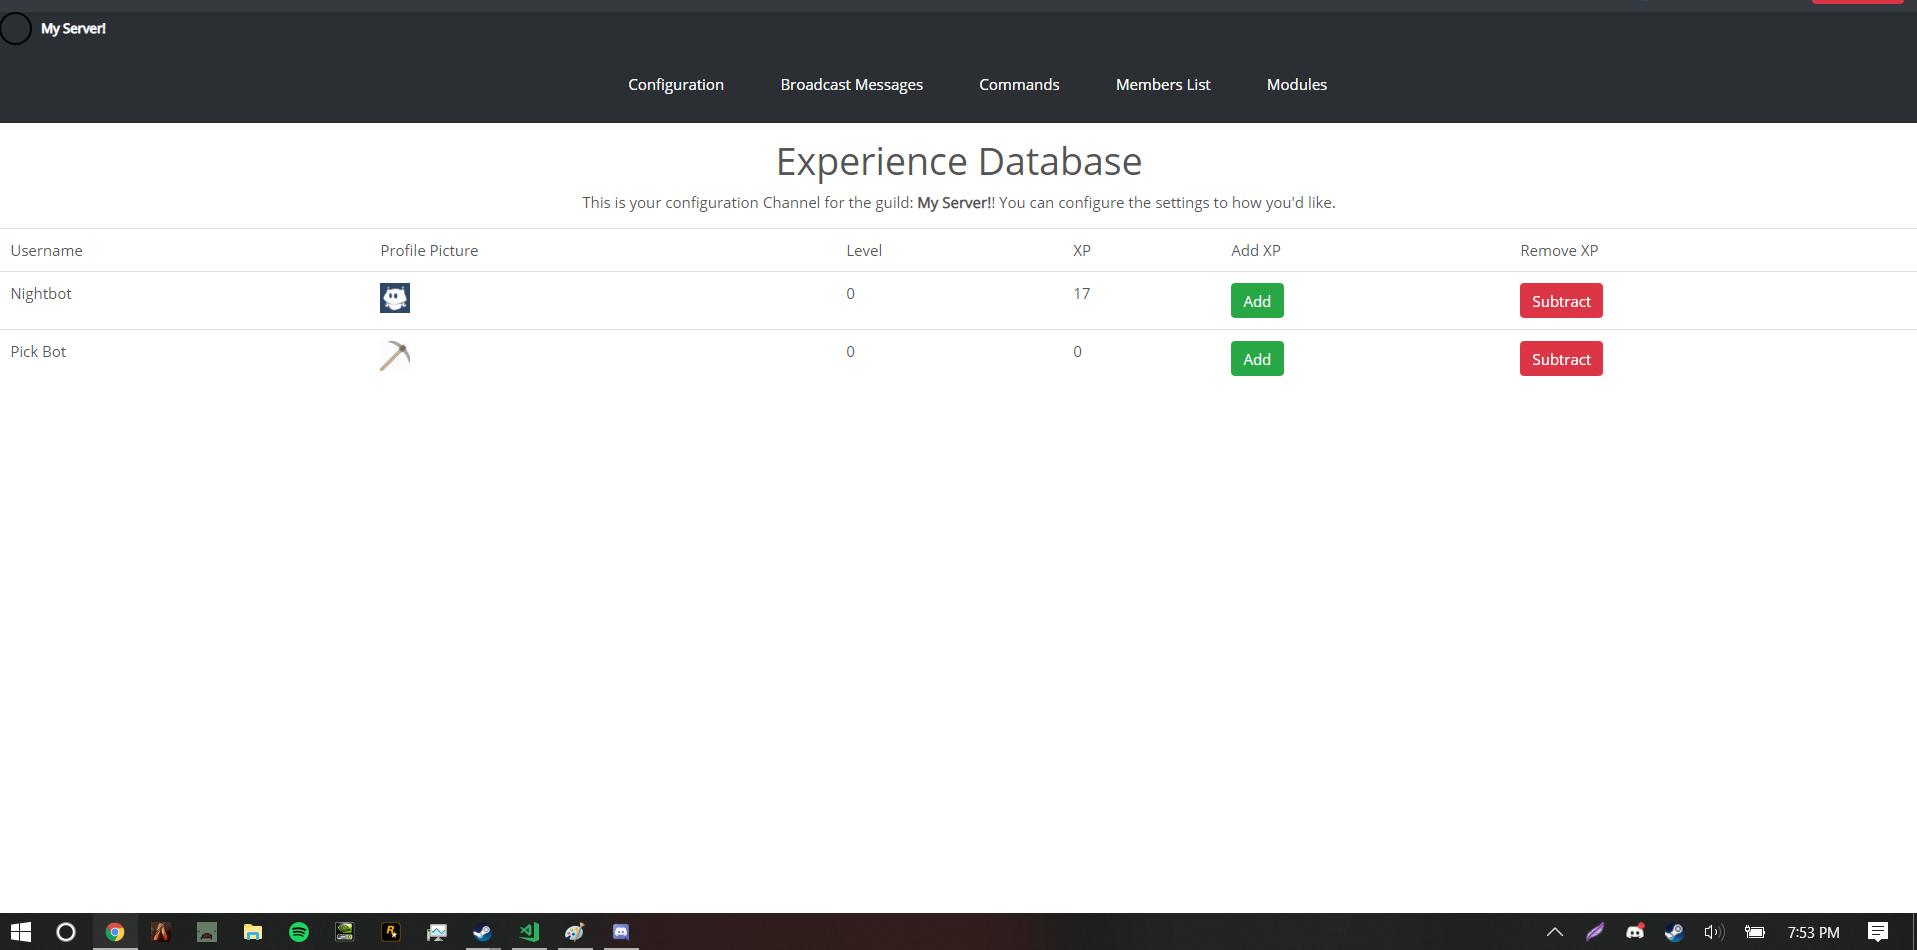 My Server!
Configuration Broadcast Messages Commands Members List Modules
Experience Database
This is your configuration Channel for the guild: My Server!! You can configure the settings to how you'd like.
Username Profile Picture Level XP Add XP Remove XP
Nightbot 0 17 Add Subtract
Pick Bot 0 0 Add Subtract
7:53 PM